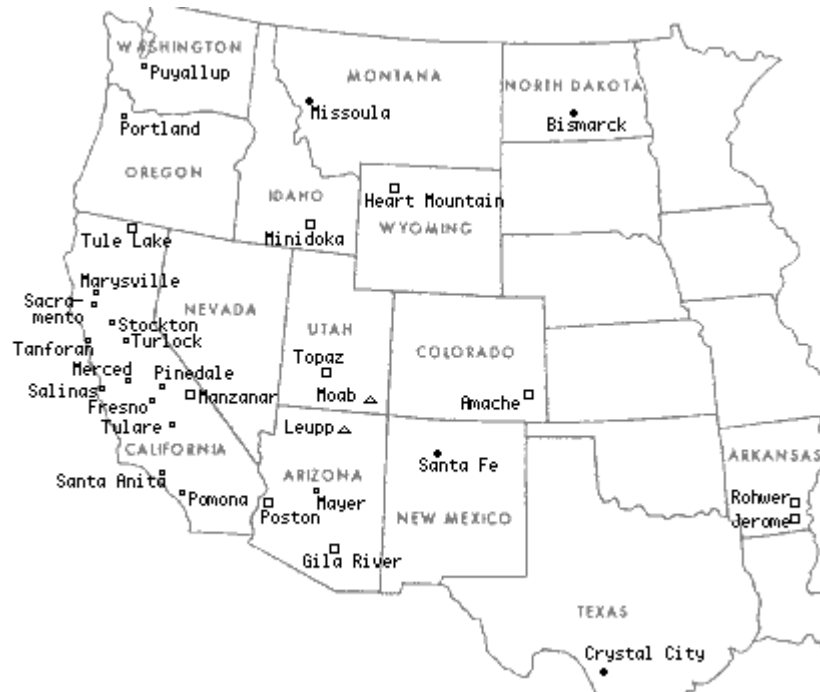 WASHINGTON
Puyallup
MONTANA
NORTH DAKOTA
Missoula
Bismarck
Portland
OREGON
IDAHO
Heart Mountain
WYOMING
Minidoka
Tule Lake
Marysville
Sacra-
mento
NEVADA
Stockton
UTAH
Turlock
Tanforan
COLORADO
Topaz
Merced
Pinedale
Salinas
Manzanar
Moab
Amache
Fresno
Tulare
Leupp
CALIFORNIA
ARKANSAS
Santa Fe
Santa Anita
ARIZONA
Pomona
Mayer
Rohwer
Poston
NEW MEXICO
Jerome
Gila River
TEXAS
Crystal City